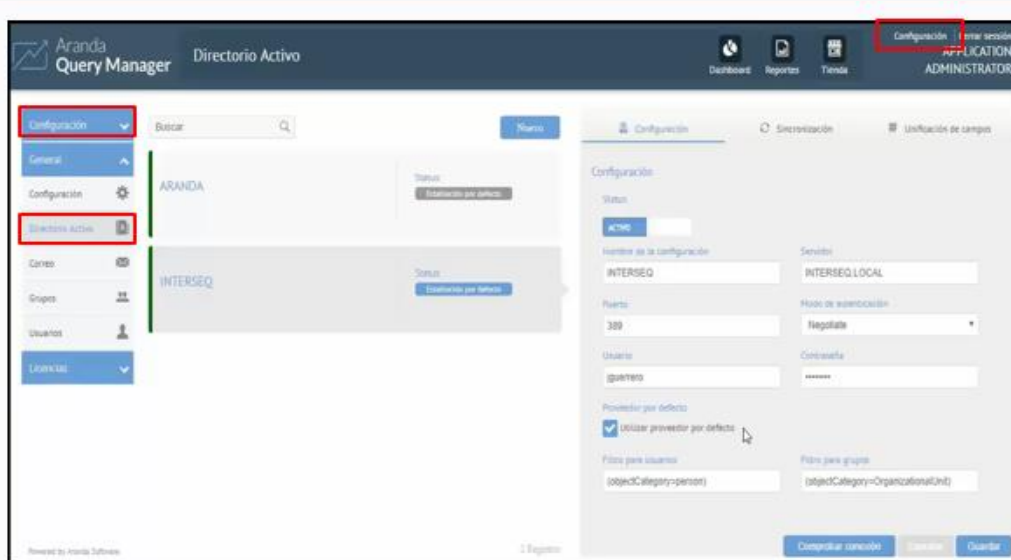 Aranda
Query Manager
Directorio Activo
Dashboard
Reportes
Tienda
Configuración
Cerrar sesión
APPLICATION
ADMINISTRATOR
Configuración
General
Configuración
Directorio Activo
Correo
Grupos
Usuarios
Licencias
Buscar
Nuevo
ARANDA
Status:
Establecido por defecto
INTERSEQ
Status:
Establecido por defecto
Configuración
Sincronización
Unificación de campos
Configuración
Status
ACTIVO
Nombre de la configuración
Servidor
INTERSEQ
INTERSEQ.LOCAL
Puerto
Modo de autenticación
389
Negotiate
Usuario
Contraseña
jguerrero
••••••••
Proveedor por defecto
Utilizar proveedor por defecto
Filtro para usuarios
Filtro para grupos
(objectCategory=person)
(objectCategory=OrganizationalUnit)
Comprobar conexión
Cancelar
Guardar
Powered by Aranda Software
2 Registros